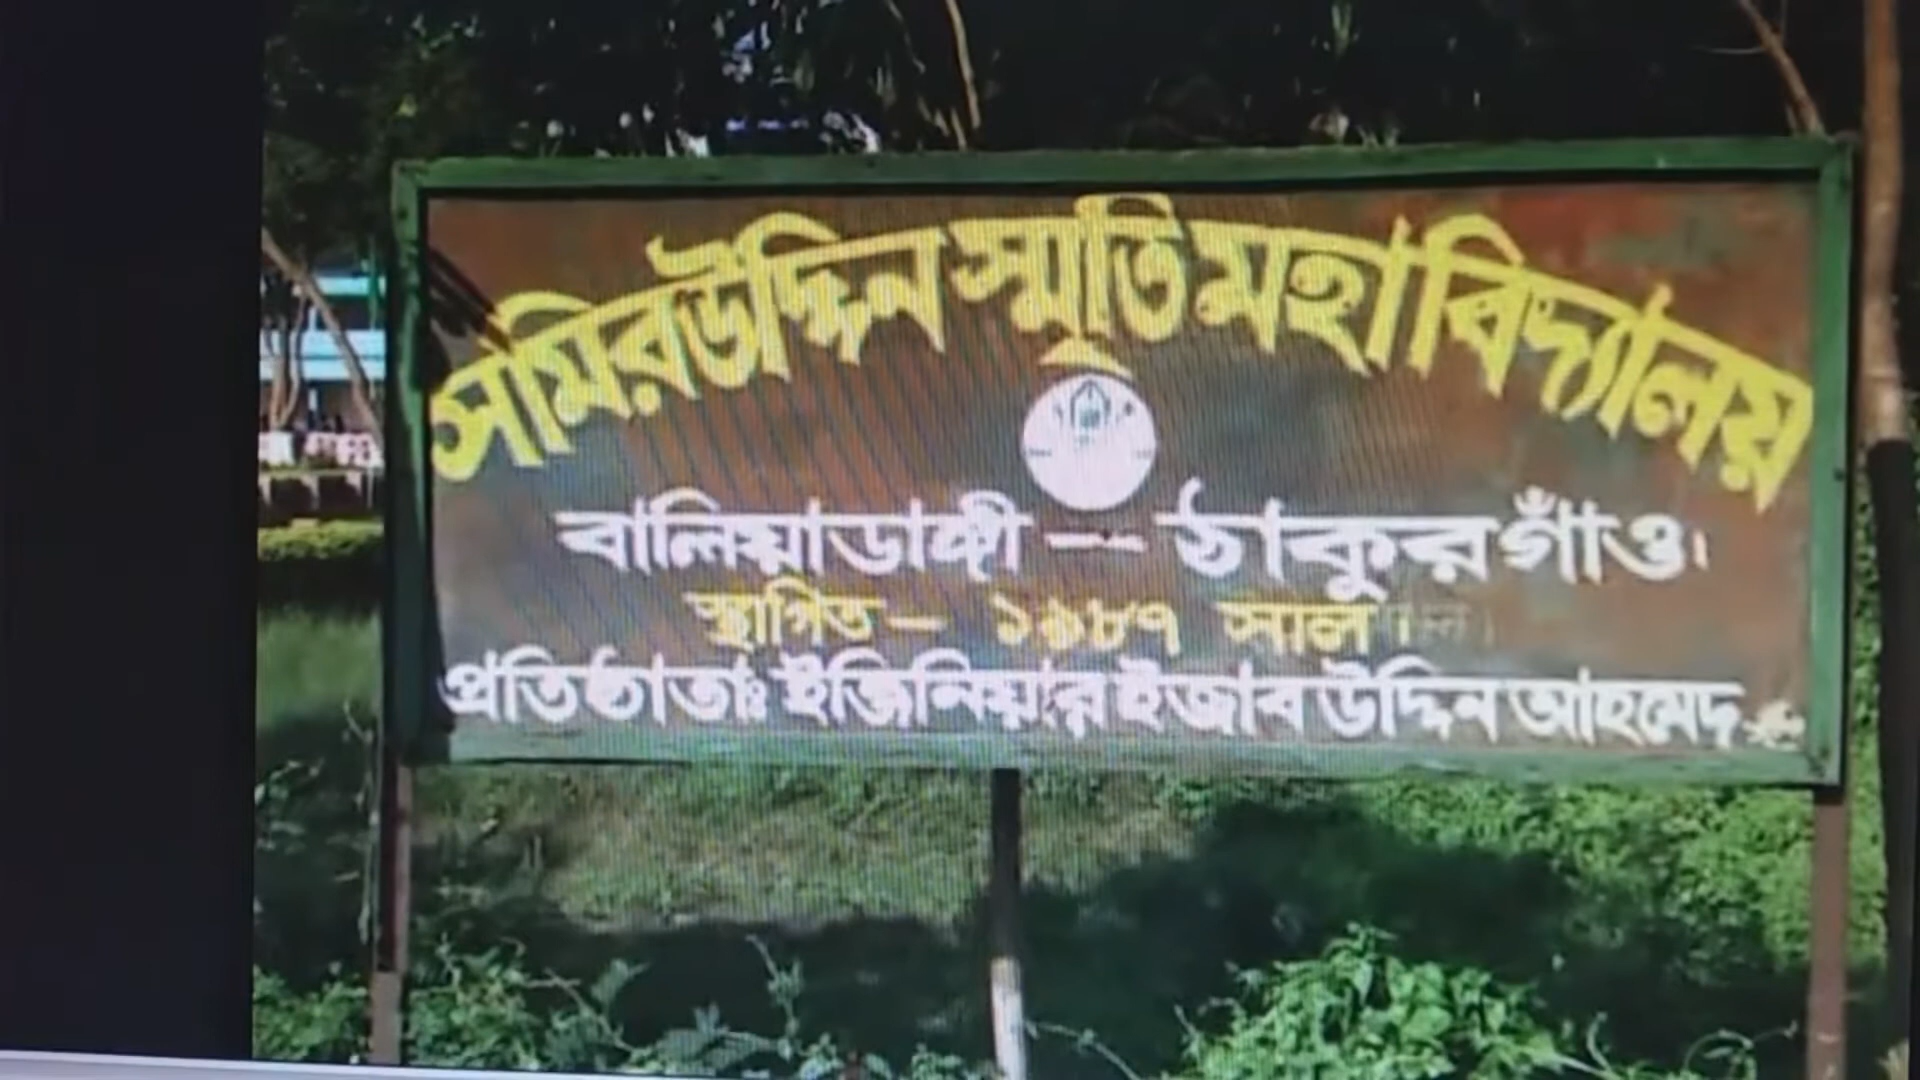 সমিরউদ্দিন স্মৃতি মহাবিদ্যালয়
বালিয়াডাঙ্গী — ঠাকুরগাঁও।
স্থাপিত — ১৯৮৭ সাল।
প্রতিষ্ঠাতাঃ ইঞ্জিনিয়ার ইজাব উদ্দিন আহমেদ